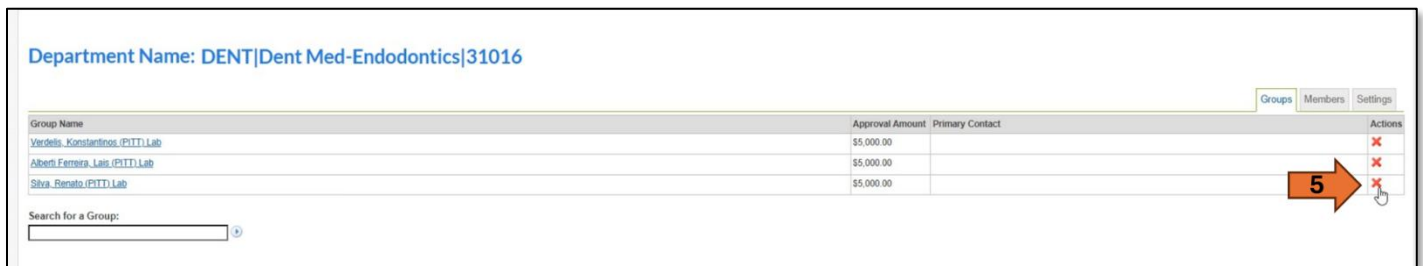 Department Name: DENT|Dent Med-Endodontics|31016
Groups Members Settings
Group Name Approval Amount Primary Contact Actions
Verdelis, Konstantinos (PITT) Lab $5,000.00
Alberti Ferreira, Lais (PITT) Lab $5,000.00
Silva, Renato (PITT) Lab $5,000.00
5
Search for a Group: